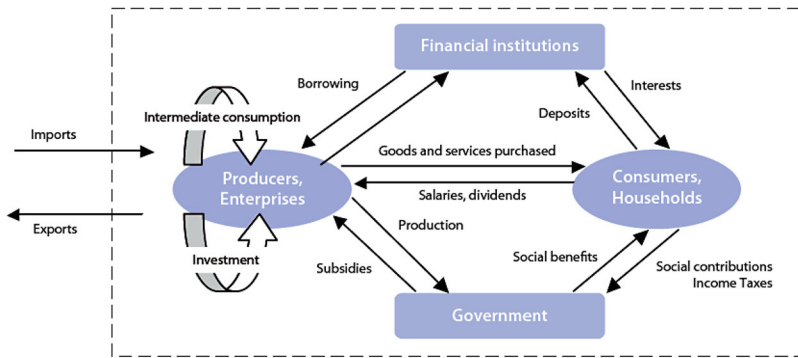 Financial institutions
Borrowing
Interests
Deposits
Intermediate consumption
Imports
Goods and services purchased
Producers,
Enterprises
Consumers,
Households
Salaries, dividends
Exports
Production
Investment
Subsidies
Social benefits
Social contributions
Income Taxes
Government